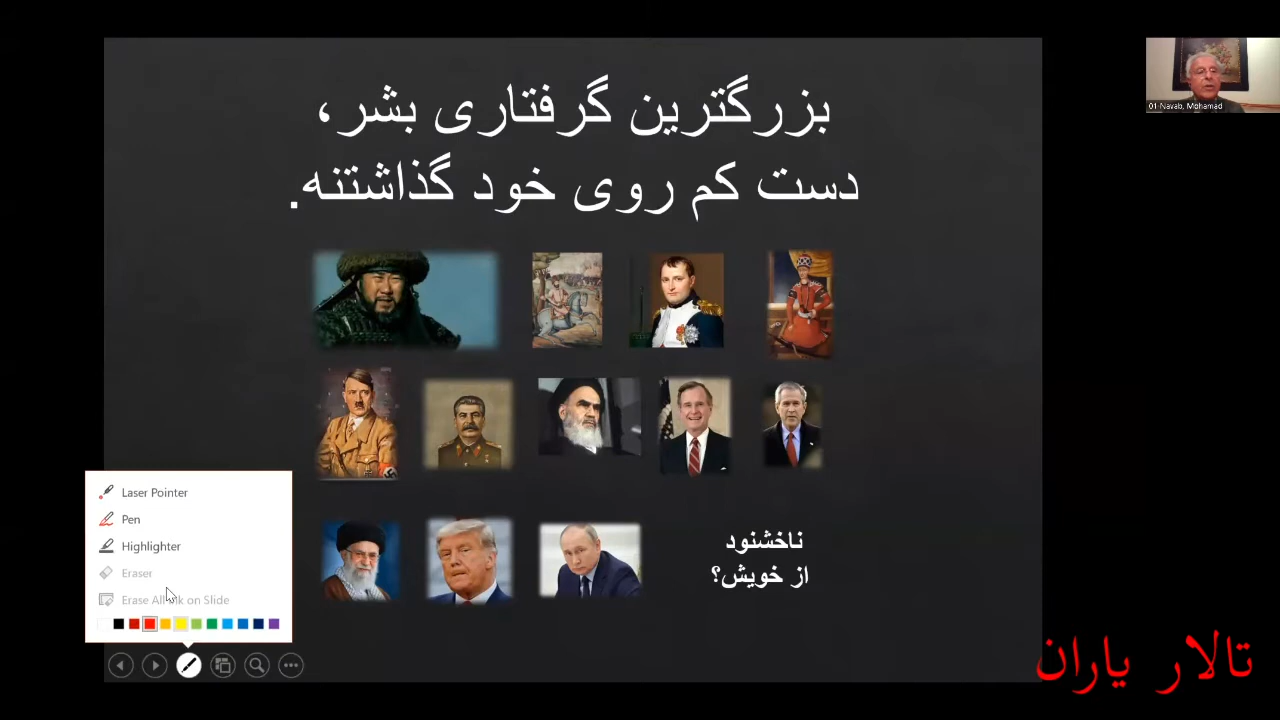 بزرگترین گرفتاری بشر،
دست کم روی خود گذاشتنه.
ناخشنود
از خویش؟
01 Navab, Mohamad
Laser Pointer
Pen
Highlighter
Eraser
Erase All Ink on Slide
تالار یاران